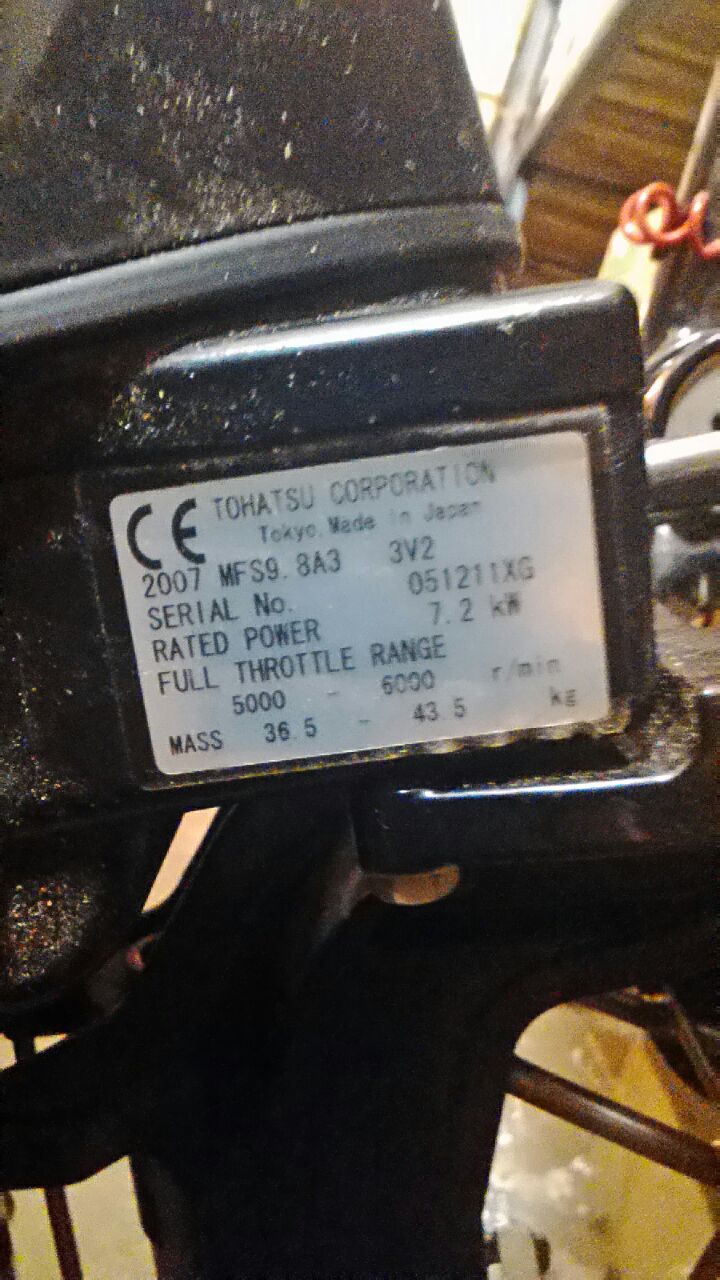 CE TOHATSU CORPORATION
Tokyo. Made in Japan
2007 MFS9.8A3 3V2
SERIAL No. 051211XG
RATED POWER 7.2 kW
FULL THROTTLE RANGE
5000 - 6000 r/min
MASS 36.5 - 43.5 kg